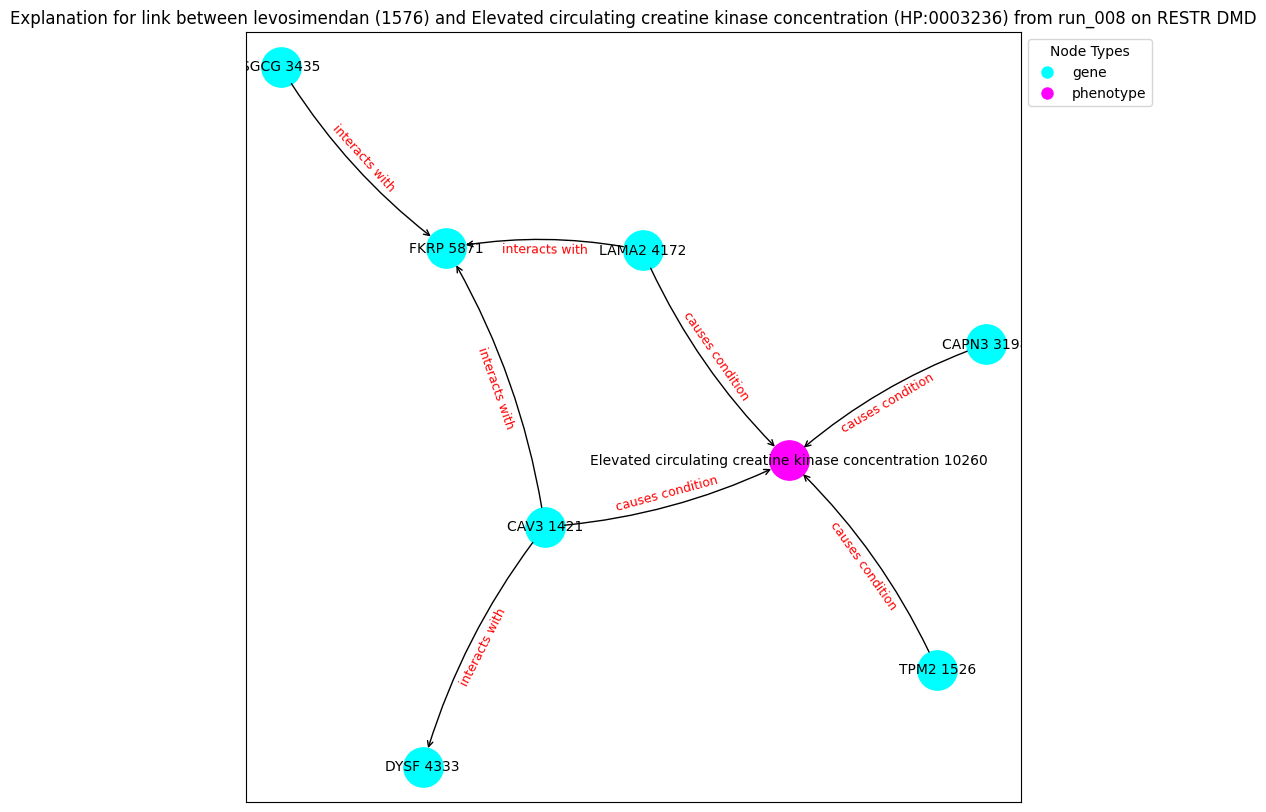 Explanation for link between levosimendan (1576) and Elevated circulating creatine kinase concentration (HP:0003236) from run_008 on RESTR DMD
Node Types
gene
phenotype
SGCG 3435
interacts with
FKRP 5871
interacts with
LAMA2 4172
causes condition
CAPN3 319
causes condition
interacts with
Elevated circulating creatine kinase concentration 10260
causes condition
CAV3 1421
causes condition
interacts with
TPM2 1526
DYSF 4333